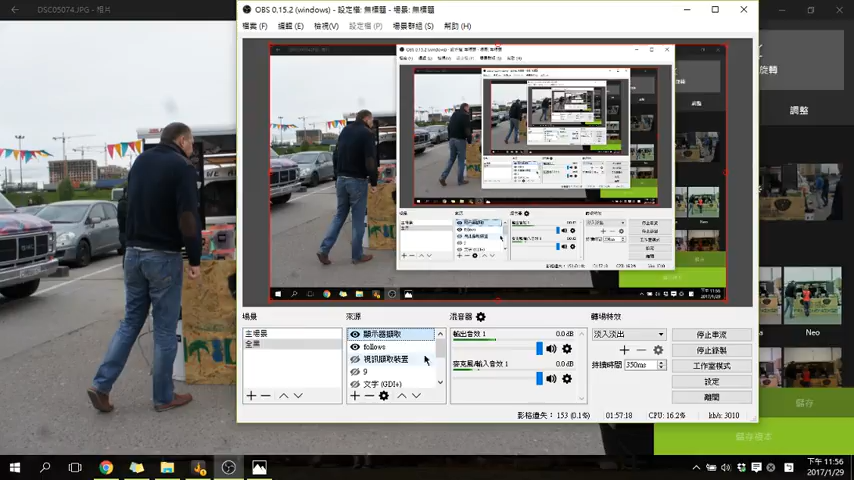 DSC05074.JPG - 相片
OBS 0.15.2 (windows) - 設定檔: 無標題 - 場景: 無標題
檔案 (F) 編輯 (E) 檢視(V) 設定檔 (P) 場景群組 (S) 幫助 (H)
旋轉
調整
Neo
儲存
儲存複本
場景
主場景
全黑
來源
顯示器擷取
follows
視訊擷取裝置
9
文字 (GDI+)
混音器
輸出音效 1 0.0 dB
麥克風/輸入音效 1 0.0 dB
轉場特效
淡入淡出
持續時間 350ms
停止串流
停止錄製
工作室模式
設定
離開
影格遺失: 153 (0.1%) 01:57:18 CPU: 16.2% kb/s: 3010
下午 11:56
2017/1/29